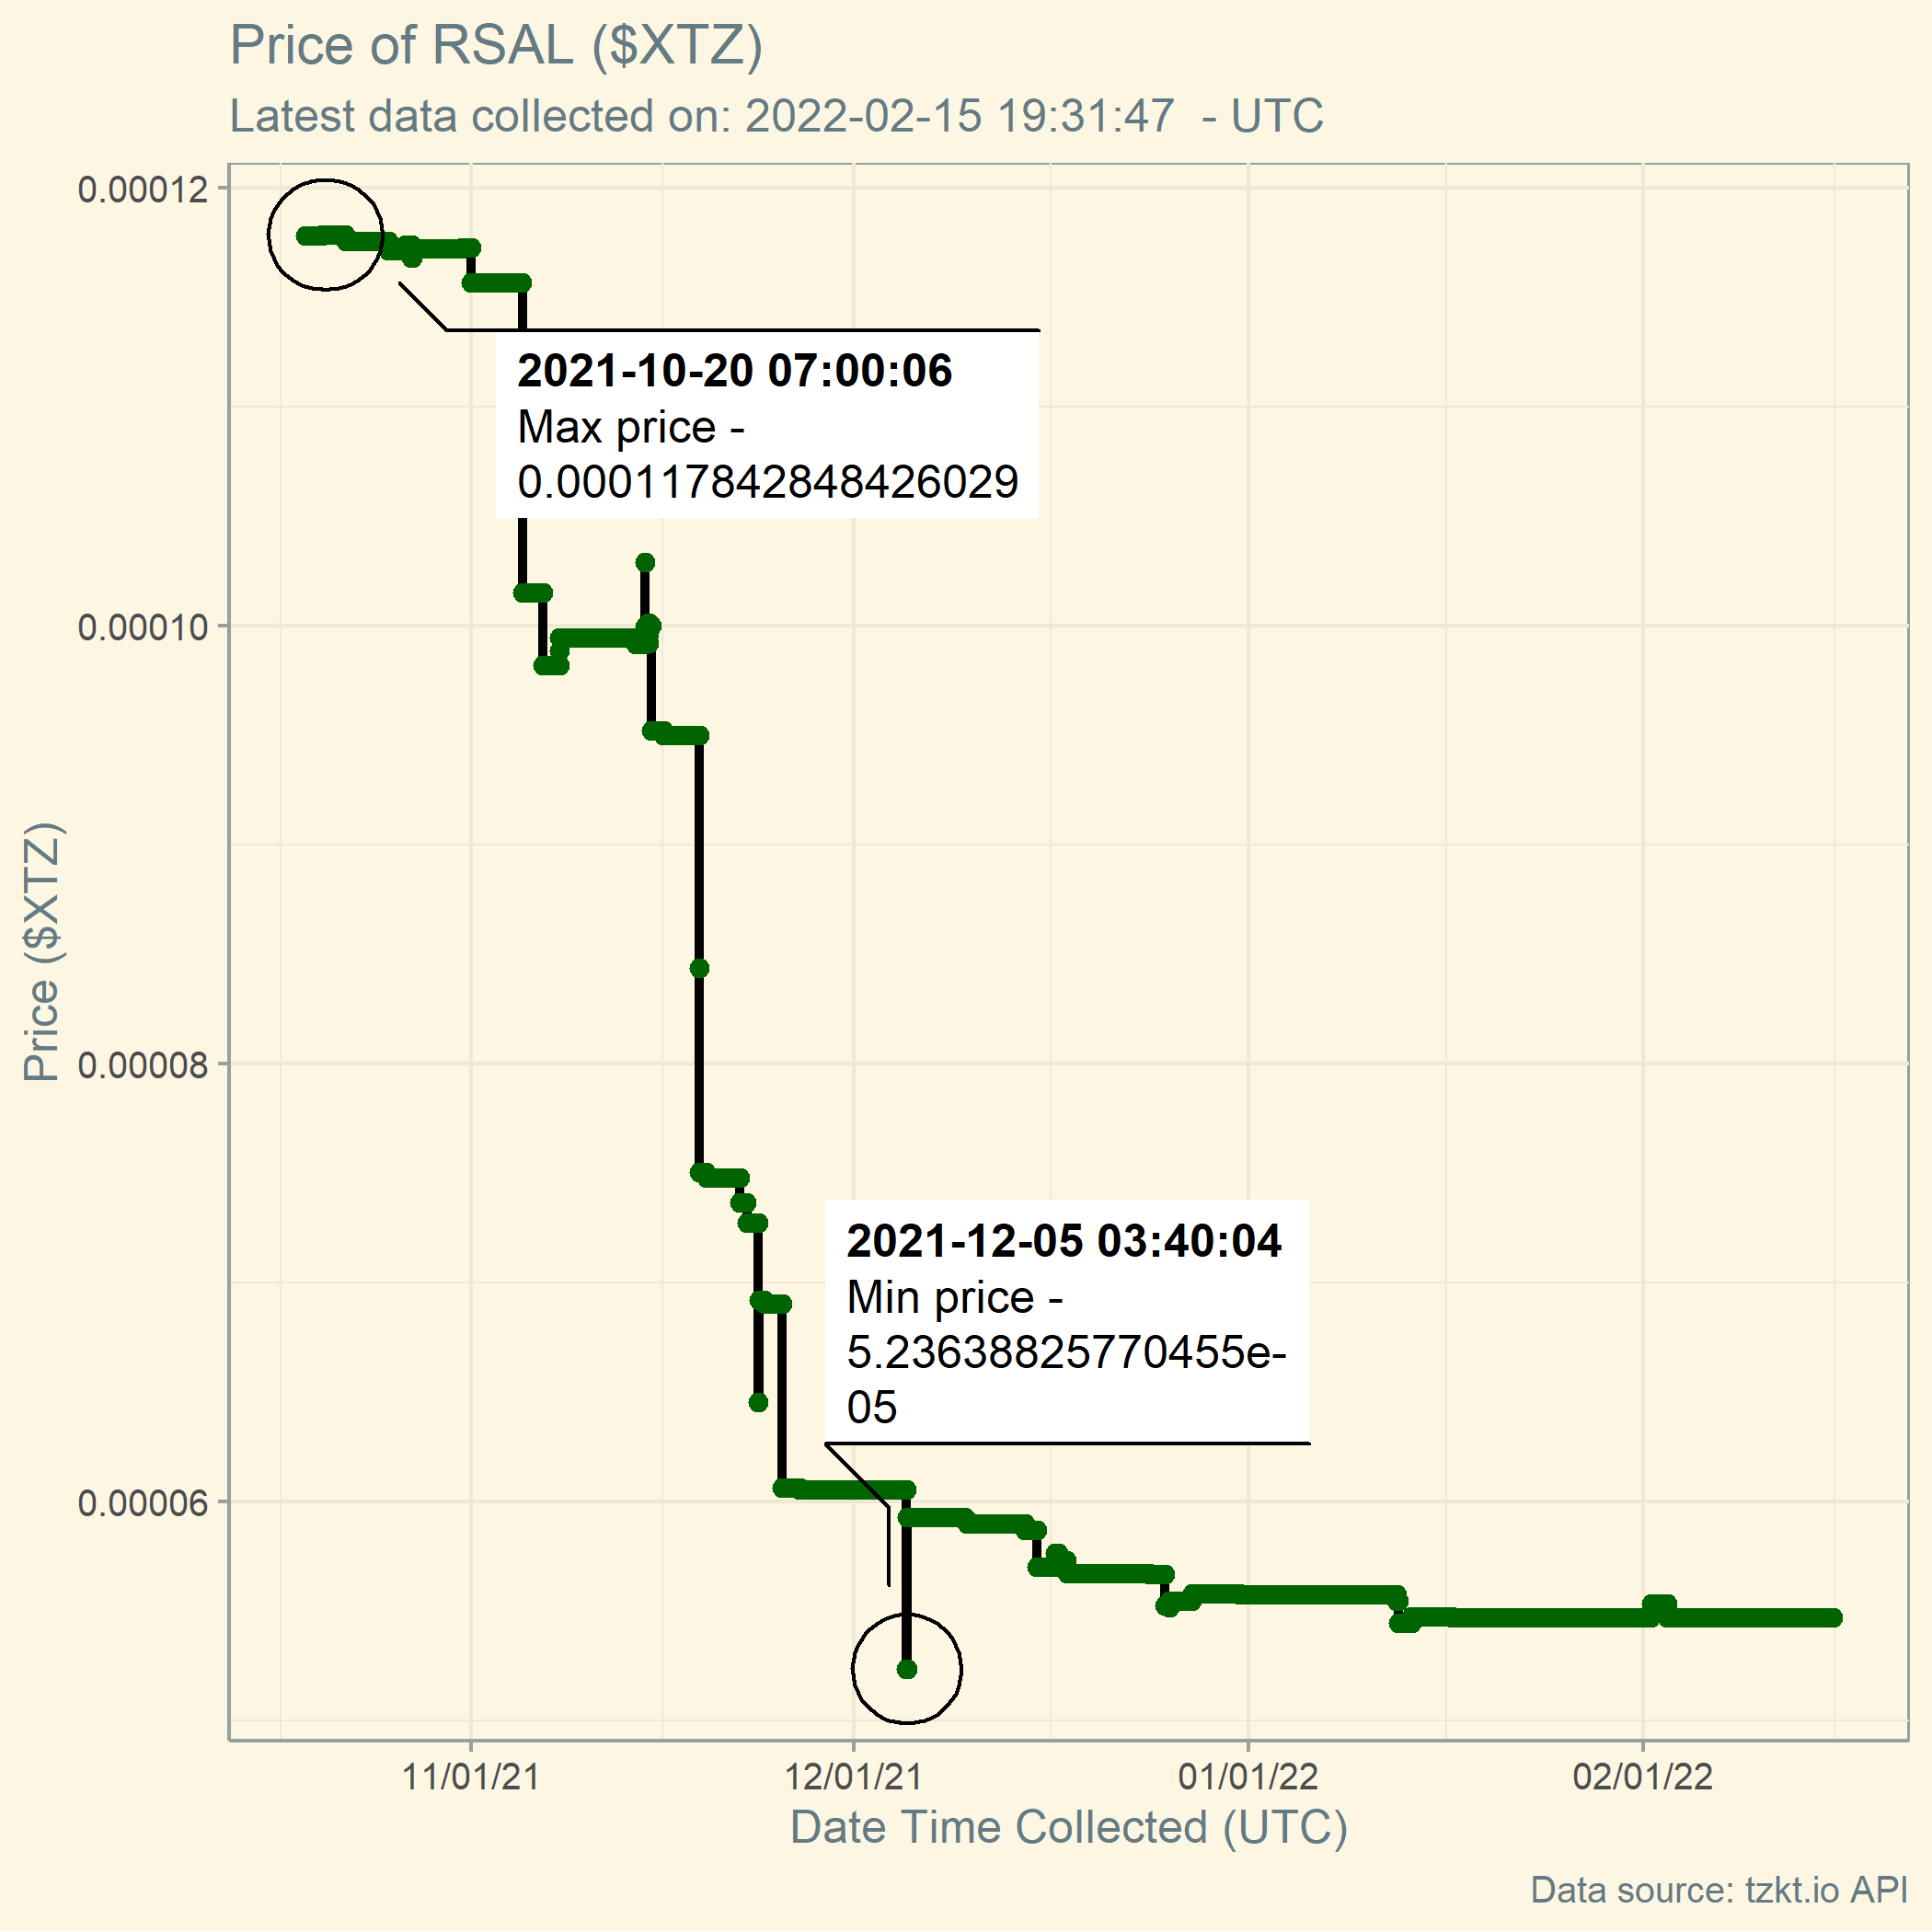 Price of RSAL ($XTZ)
Latest data collected on: 2022-02-15 19:31:47  - UTC
0.00012
2021-10-20 07:00:06
Max price -
0.000117842848426029
0.00010
Price ($XTZ)
0.00008
2021-12-05 03:40:04
Min price -
5.23638825770455e-
05
0.00006
11/01/21
12/01/21
01/01/22
02/01/22
Date Time Collected (UTC)
Data source: tzkt.io API